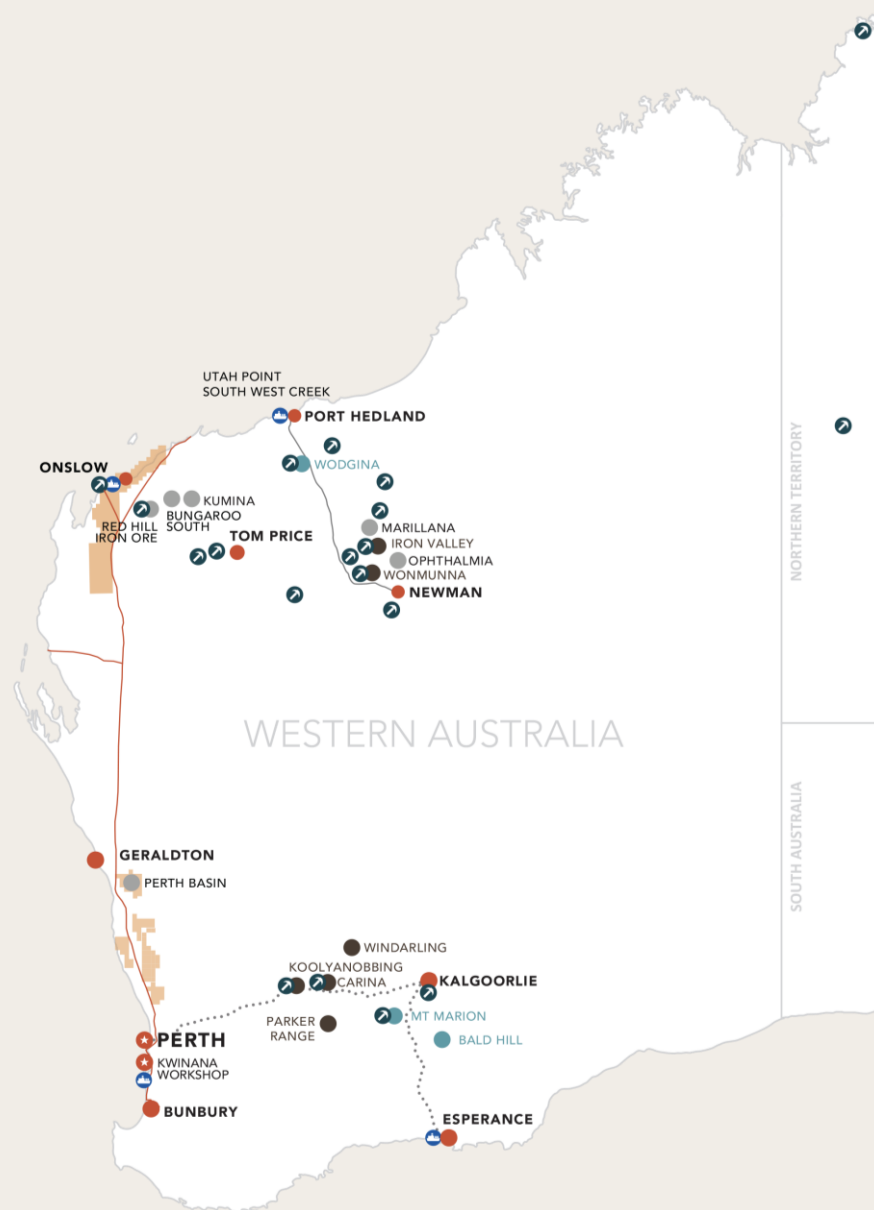 UTAH POINT
SOUTH WEST CREEK
PORT HEDLAND
ONSLOW
WODGINA
KUMINA
BUNGAROO
SOUTH
RED HILL
IRON ORE
TOM PRICE
MARILLANA
IRON VALLEY
OPHTHALMIA
WONMUNNA
NEWMAN
NORTHERN TERRITORY
WESTERN AUSTRALIA
SOUTH AUSTRALIA
GERALDTON
PERTH BASIN
WINDARLING
KOOLYANOBBING
CARINA
KALGOORLIE
PARKER
RANGE
MT MARION
BALD HILL
PERTH
KWINANA
WORKSHOP
BUNBURY
ESPERANCE